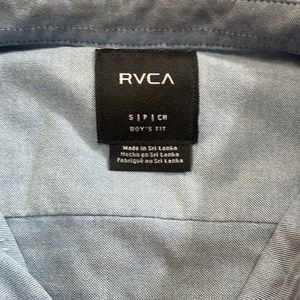 RVCA
S | P | CH
BOY'S FIT
Made in Sri Lanka
Hecho en Sri Lanka
Fabriqué au Sri Lanka